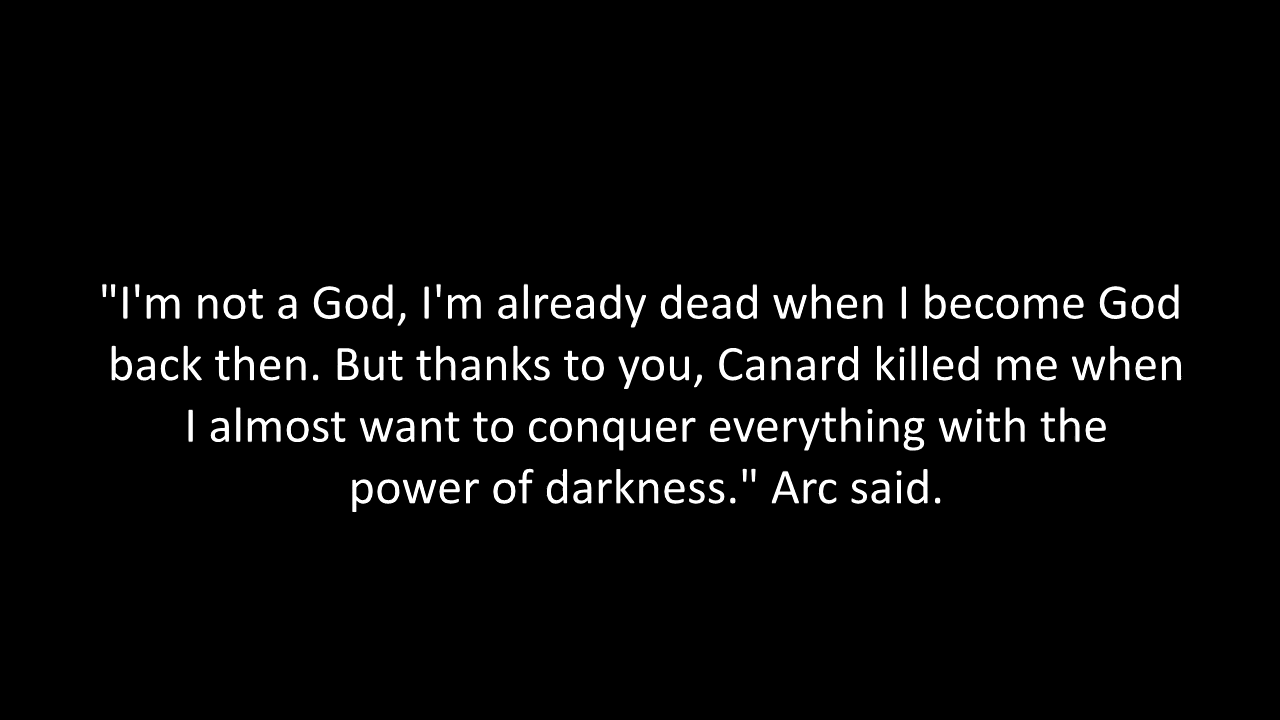 "I'm not a God, I'm already dead when I become God
back then. But thanks to you, Canard killed me when
I almost want to conquer everything with the
power of darkness." Arc said.